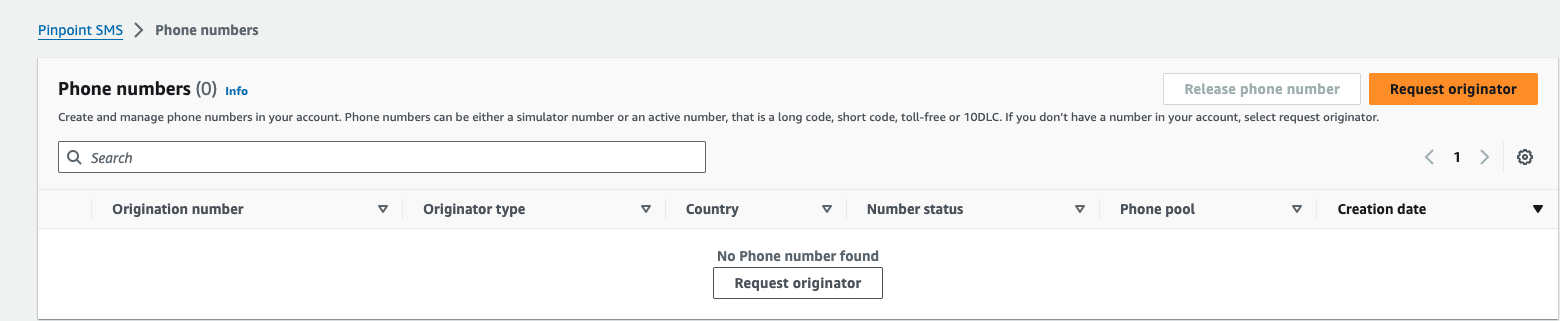 Pinpoint SMS > Phone numbers
Phone numbers (0) Info
Release phone number
Request originator
Create and manage phone numbers in your account. Phone numbers can be either a simulator number or an active number, that is a long code, short code, toll-free or 10DLC. If you don't have a number in your account, select request originator.
Search
1
Origination number Originator type Country Number status Phone pool Creation date
No Phone number found
Request originator